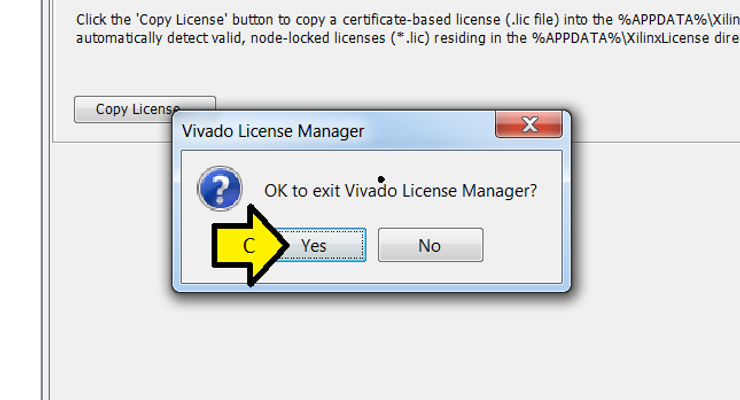 Click the 'Copy License' button to copy a certificate-based license (.lic file) into the %APPDATA%\Xilin
automatically detect valid, node-locked licenses (*.lic) residing in the %APPDATA%\XilinxLicense dire
Copy License
Vivado License Manager
OK to exit Vivado License Manager?
C Yes No